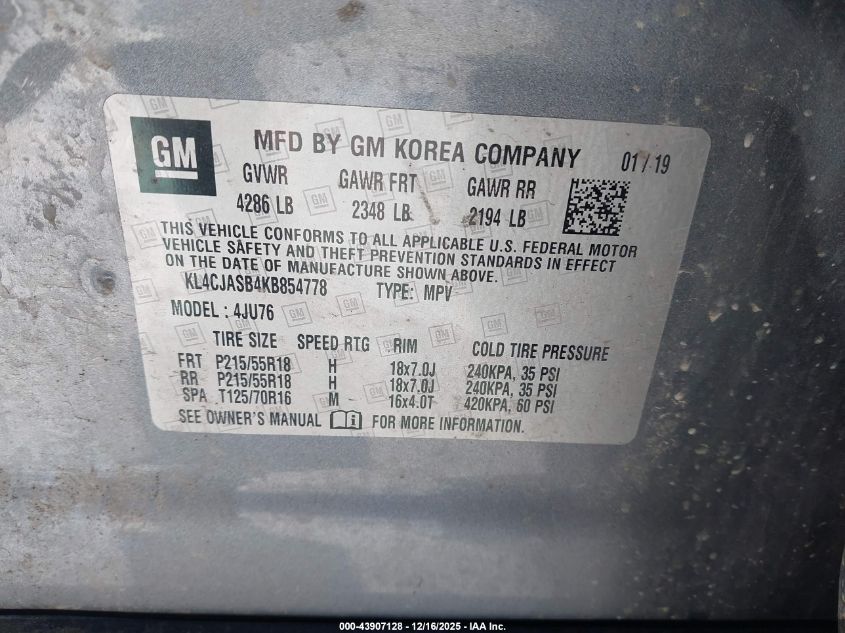 GM
MFD BY GM KOREA COMPANY 01 / 19
GVWR GAWR FRT GAWR RR
4286 LB 2348 LB 2194 LB
THIS VEHICLE CONFORMS TO ALL APPLICABLE U.S. FEDERAL MOTOR
VEHICLE SAFETY AND THEFT PREVENTION STANDARDS IN EFFECT
ON THE DATE OF MANUFACTURE SHOWN ABOVE.
KL4CJASB4KB854778 TYPE: MPV
MODEL : 4JU76
TIRE SIZE SPEED RTG RIM COLD TIRE PRESSURE
FRT P215/55R18 H 18x7.0J 240KPA, 35 PSI
RR P215/55R18 H 18x7.0J 240KPA, 35 PSI
SPA T125/70R16 M 16x4.0T 420KPA, 60 PSI
SEE OWNER'S MANUAL FOR MORE INFORMATION.
000-43907128 - 12/16/2025 - IAA Inc.